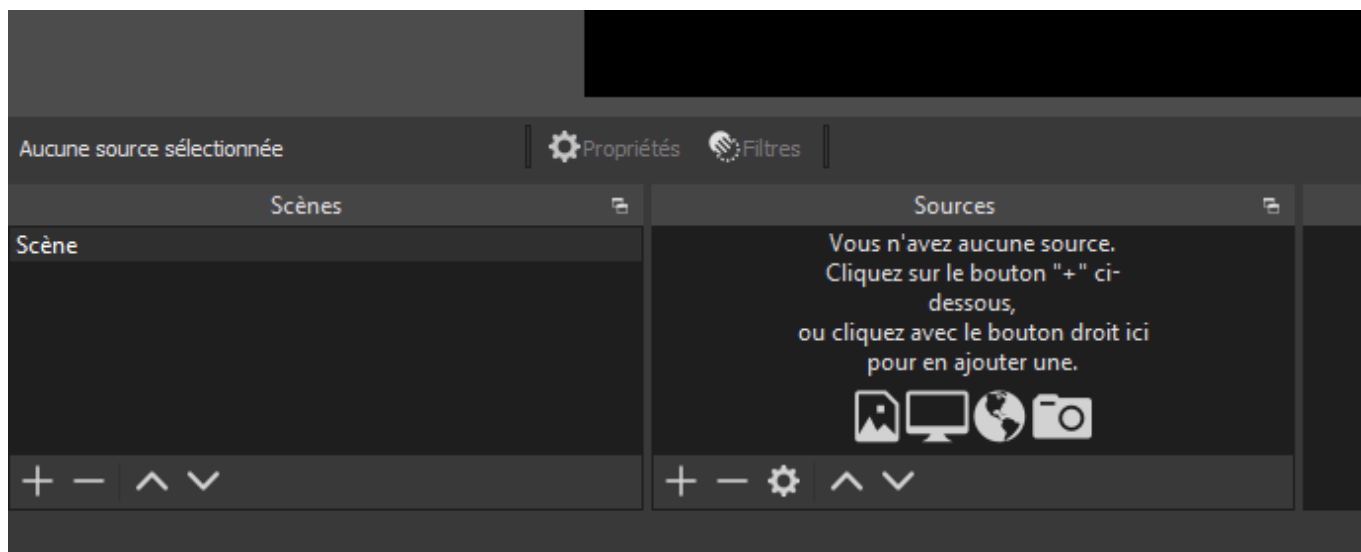 Aucune source sélectionnée
Propriétés
Filtres
Scènes
Sources
Scène
Vous n'avez aucune source.
Cliquez sur le bouton "+" ci-
dessous,
ou cliquez avec le bouton droit ici
pour en ajouter une.